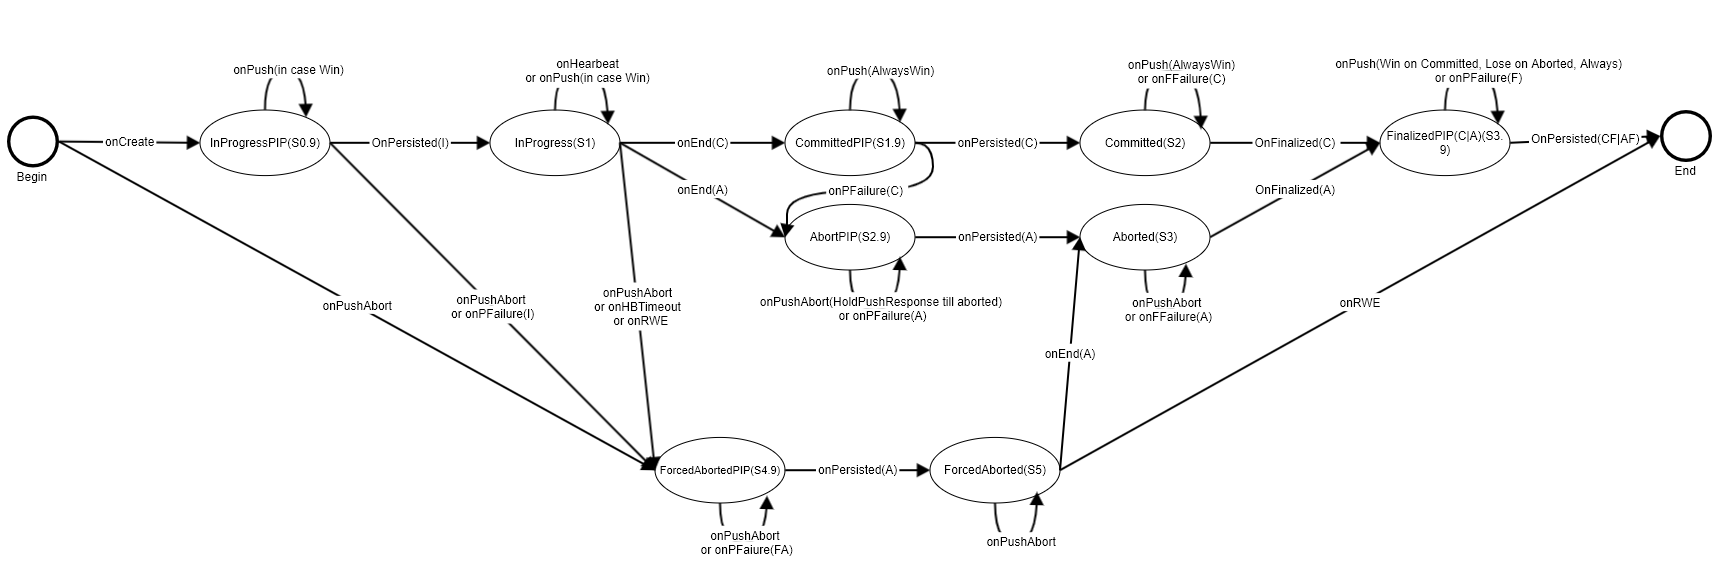 onHearbeat
or onPush(in case Win)
onPush(in case Win)
onPush(AlwaysWin)
onPush(AlwaysWin)
or onFFailure(C)
onPush(Win on Committed, Lose on Aborted, Always)
or onPFailure(F)
onCreate
InProgressPIP(S0.9)
OnPersisted(I)
InProgress(S1)
onEnd(C)
CommittedPIP(S1.9)
onPersisted(C)
Committed(S2)
OnFinalized(C)
FinalizedPIP(C|A)(S3.
9)
OnPersisted(CF|AF)
Begin
End
onEnd(A)
onPFailure(C)
OnFinalized(A)
AbortPIP(S2.9)
onPersisted(A)
Aborted(S3)
onPushAbort
onPushAbort
or onPFailure(I)
onPushAbort
or onHBTimeout
or onRWE
onPushAbort(HoldPushResponse till aborted)
or onPFailure(A)
onPushAbort
or onFFailure(A)
onRWE
onEnd(A)
ForcedAbortedPIP(S4.9)
onPersisted(A)
ForcedAborted(S5)
onPushAbort
or onPFaiure(FA)
onPushAbort